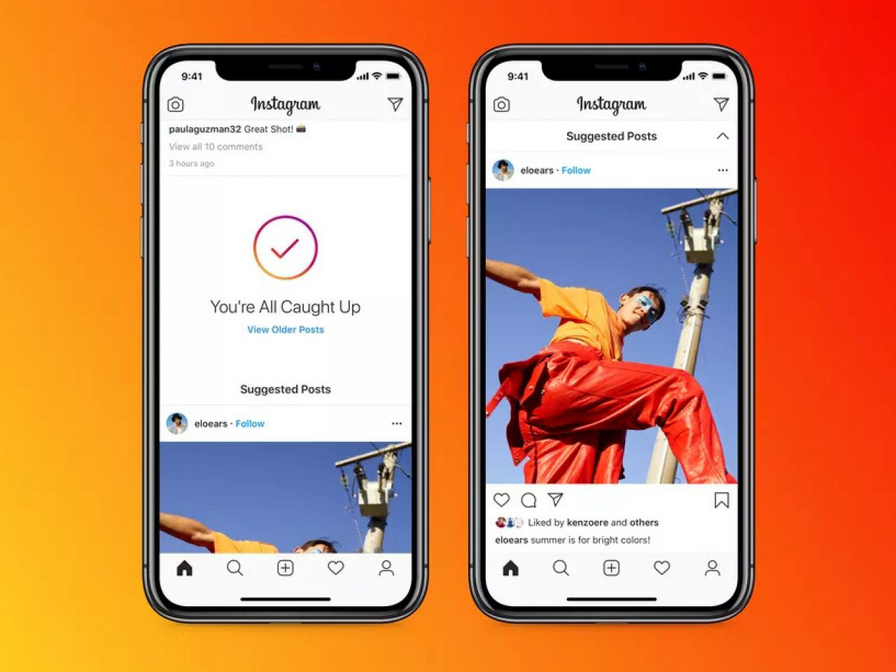 9:41
Instagram
paulaguzman32 Great Shot! 📸
View all 10 comments
3 hours ago
You're All Caught Up
View Older Posts
Suggested Posts
eloears · Follow
9:41
Instagram
Suggested Posts
eloears · Follow
Liked by kenzoere and others
eloears summer is for bright colors!